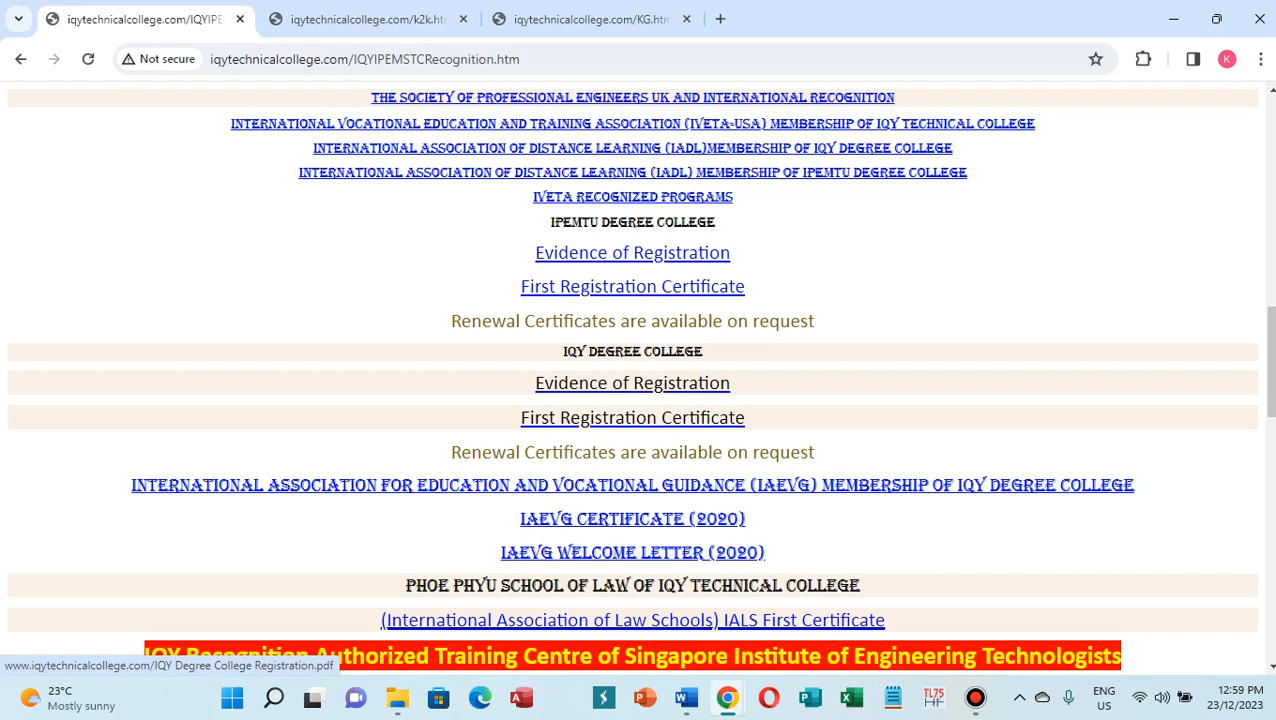 iqytechnicalcollege.com/IQYIPE
iqytechnicalcollege.com/k2k.ht
iqytechnicalcollege.com/KG.htm
Not secure
iqytechnicalcollege.com/IQYIPEMSTCRecognition.htm
K
THE SOCIETY OF PROFESSIONAL ENGINEERS UK AND INTERNATIONAL RECOGNITION
INTERNATIONAL VOCATIONAL EDUCATION AND TRAINING ASSOCIATION (IVETA-USA) MEMBERSHIP OF IQY TECHNICAL COLLEGE
INTERNATIONAL ASSOCIATION OF DISTANCE LEARNING (IADL)MEMBERSHIP OF IQY DEGREE COLLEGE
INTERNATIONAL ASSOCIATION OF DISTANCE LEARNING (IADL) MEMBERSHIP OF IPEMTU DEGREE COLLEGE
IVETA RECOGNIZED PROGRAMS
IPEMTU DEGREE COLLEGE
Evidence of Registration
First Registration Certificate
Renewal Certificates are available on request
IQY DEGREE COLLEGE
Evidence of Registration
First Registration Certificate
Renewal Certificates are available on request
INTERNATIONAL ASSOCIATION FOR EDUCATION AND VOCATIONAL GUIDANCE (IAEVG) MEMBERSHIP OF IQY DEGREE COLLEGE
IAEVG CERTIFICATE (2020)
IAEVG WELCOME LETTER (2020)
PHOE PHYU SCHOOL OF LAW OF IQY TECHNICAL COLLEGE
(International Association of Law Schools) IALS First Certificate
IQY Recognition Authorized Training Centre of Singapore Institute of Engineering Technologists
www.iqytechnicalcollege.com/IQY Degree College Registration.pdf
23°C
Mostly sunny
TL75
ENG
US
12:59 PM
23/12/2023